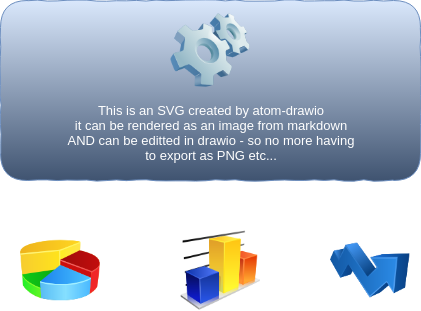 This is an SVG created by atom-drawio
it can be rendered as an image from markdown
AND can be editted in drawio - so no more having
to export as PNG etc...